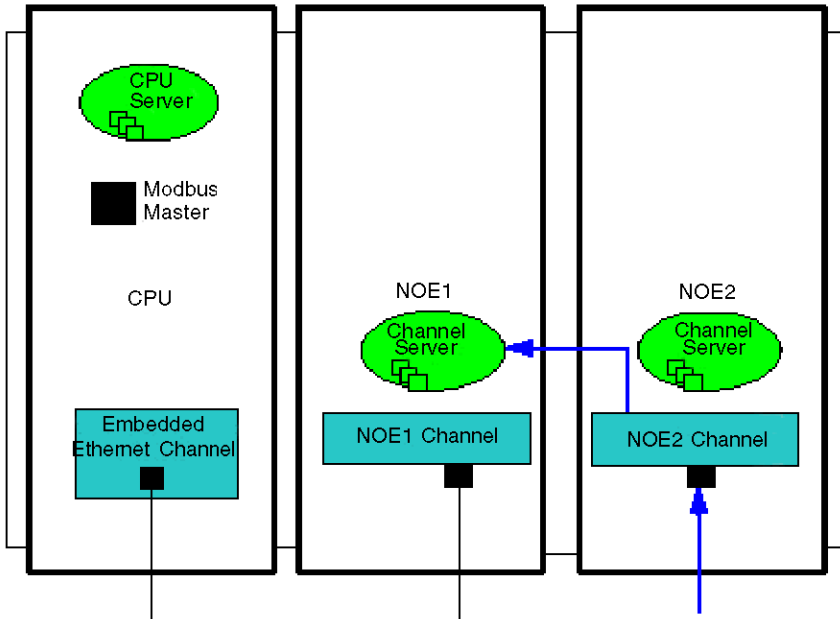 CPU
Server
Modbus
Master
CPU
Embedded
Ethernet Channel
NOE1
Channel
Server
NOE1 Channel
NOE2
Channel
Server
NOE2 Channel